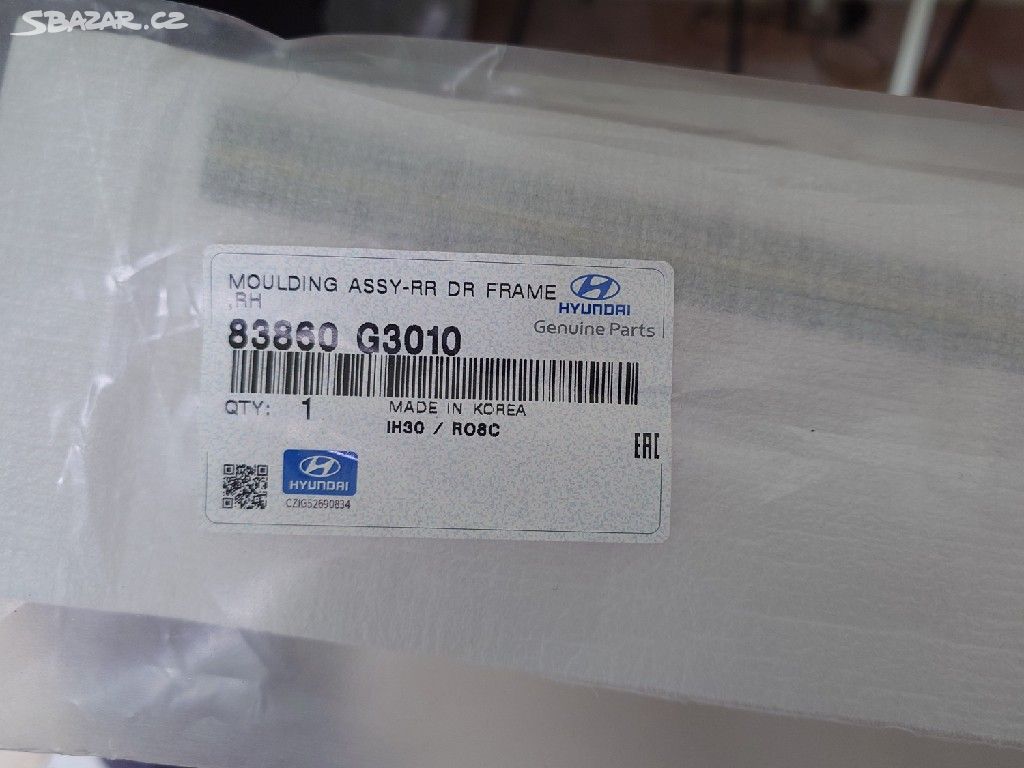 SBAZAR.CZ
MOULDING ASSY-RR DR FRAME
,RH
HYUNDAI
Genuine Parts
83860 G3010
QTY: 1
MADE IN KOREA
IH30 / R08C
EAC
HYUNDAI
CZIG52690834